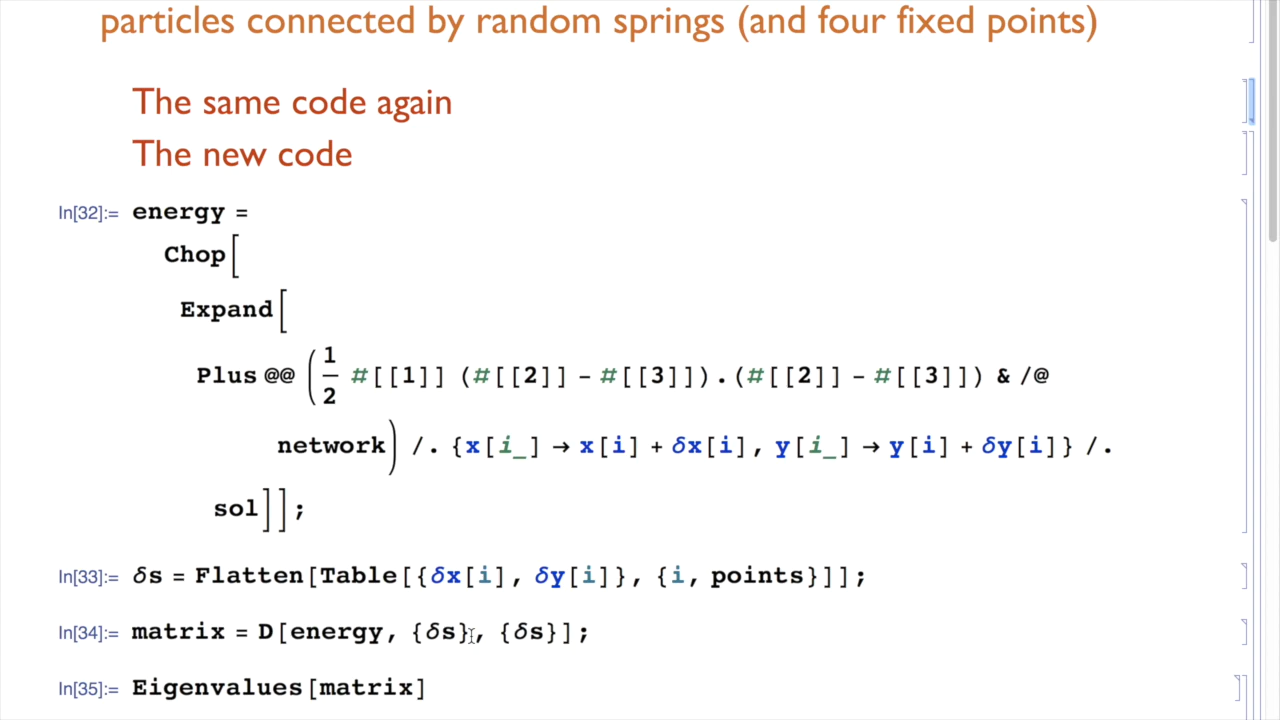 particles connected by random springs (and four fixed points)
The same code again
The new code
In[32]:= energy =
Chop[
Expand[
Plus @@ (1/2 #[[1]] (#[[2]] - #[[3]]).(#[[2]] - #[[3]]) & /@
network) /. {x[i_] → x[i] + δx[i], y[i_] → y[i] + δy[i]} /.
sol]];
In[33]:= δs = Flatten[Table[{δx[i], δy[i]}, {i, points}]];
In[34]:= matrix = D[energy, {δs}, {δs}];
In[35]:= Eigenvalues[matrix]